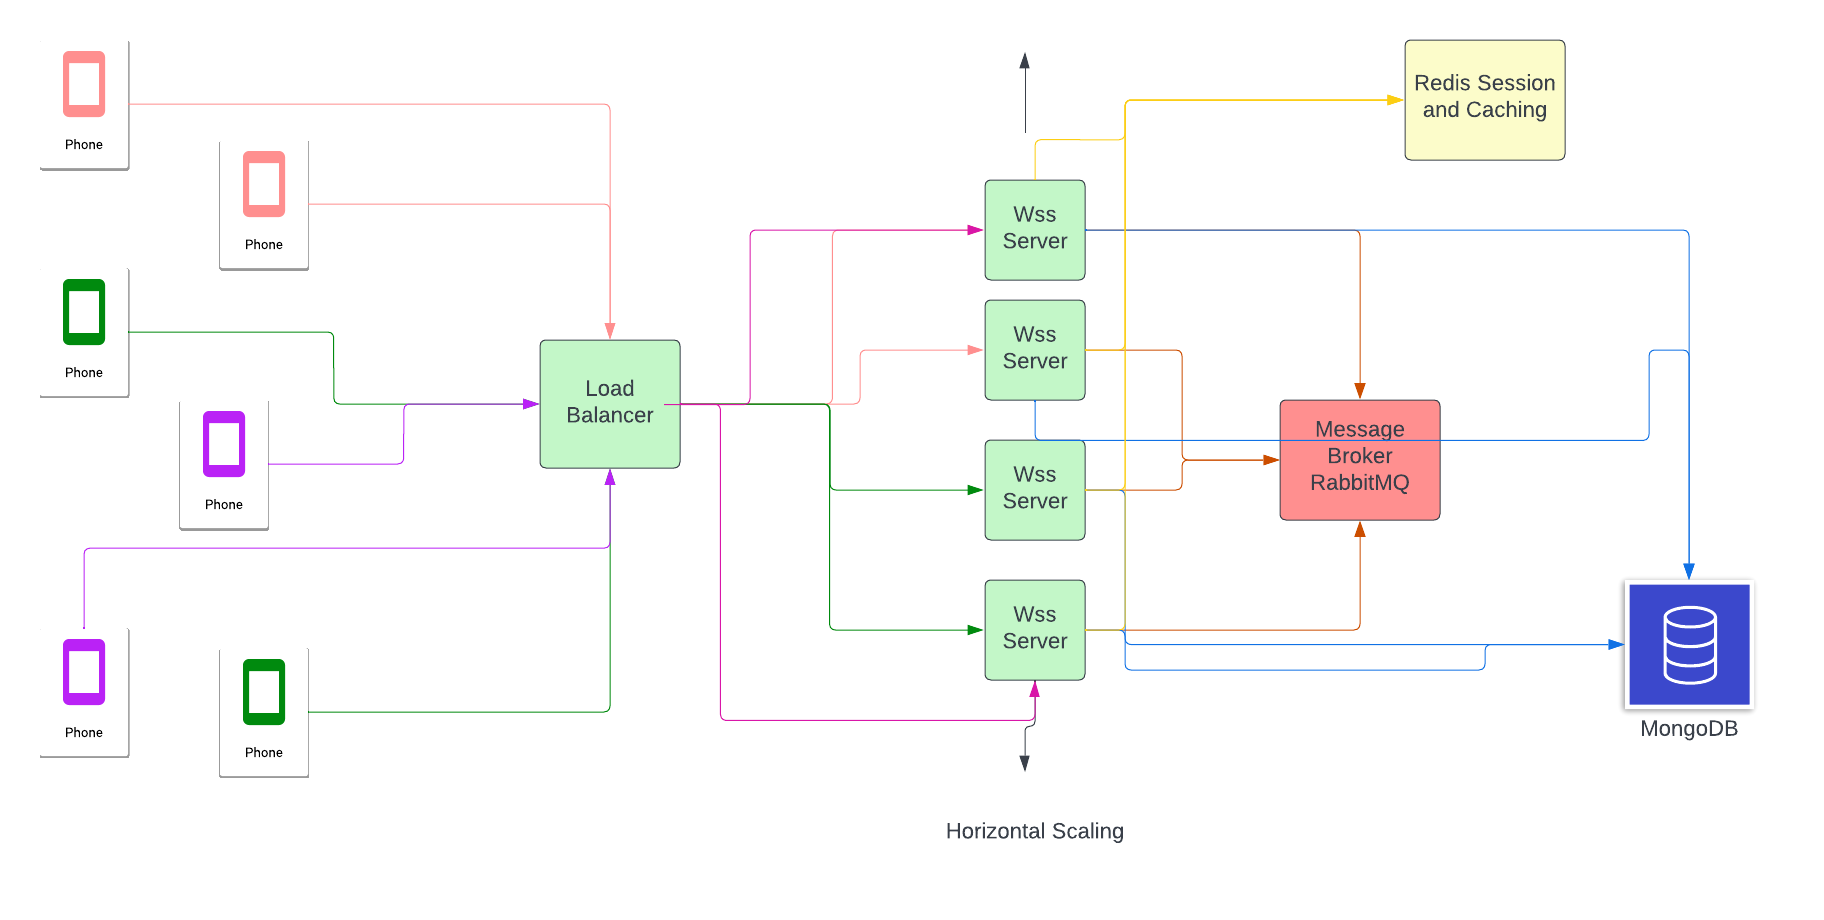 Phone
Phone
Phone
Phone
Phone
Phone
Load
Balancer
Wss
Server
Wss
Server
Wss
Server
Wss
Server
Horizontal Scaling
Redis Session
and Caching
Message
Broker
RabbitMQ
MongoDB